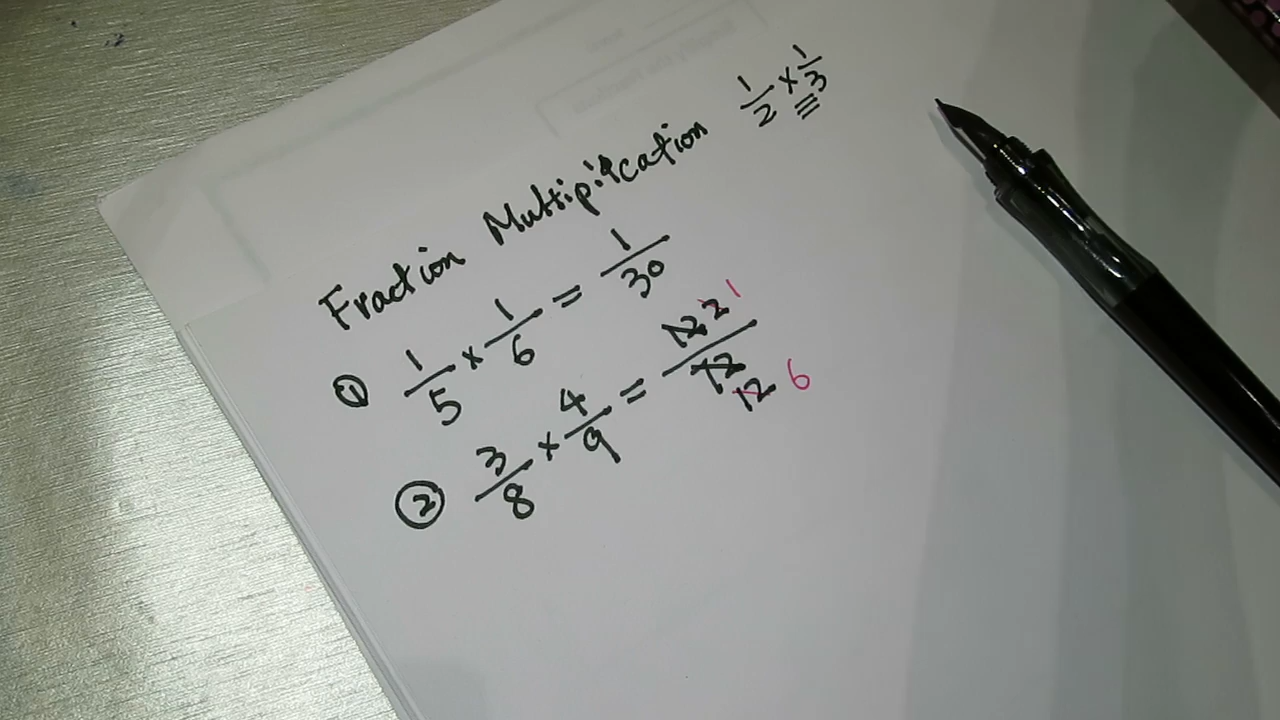 Fraction Multiplication 1/2 × 1/3
① 1/5 × 1/6 = 1/30
② 3/8 × 4/9 = 12 2 1/72 12 6